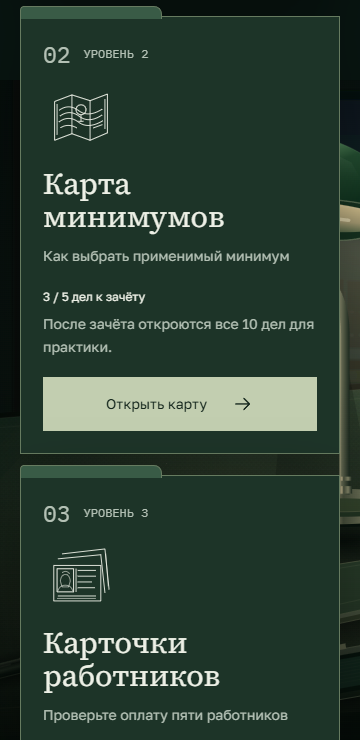 02 УРОВЕНЬ 2
Карта
минимумов
Как выбрать применимый минимум
3 / 5 дел к зачёту
После зачёта откроются все 10 дел для
практики.
Открыть карту →
03 УРОВЕНЬ 3
Карточки
работников
Проверьте оплату пяти работников